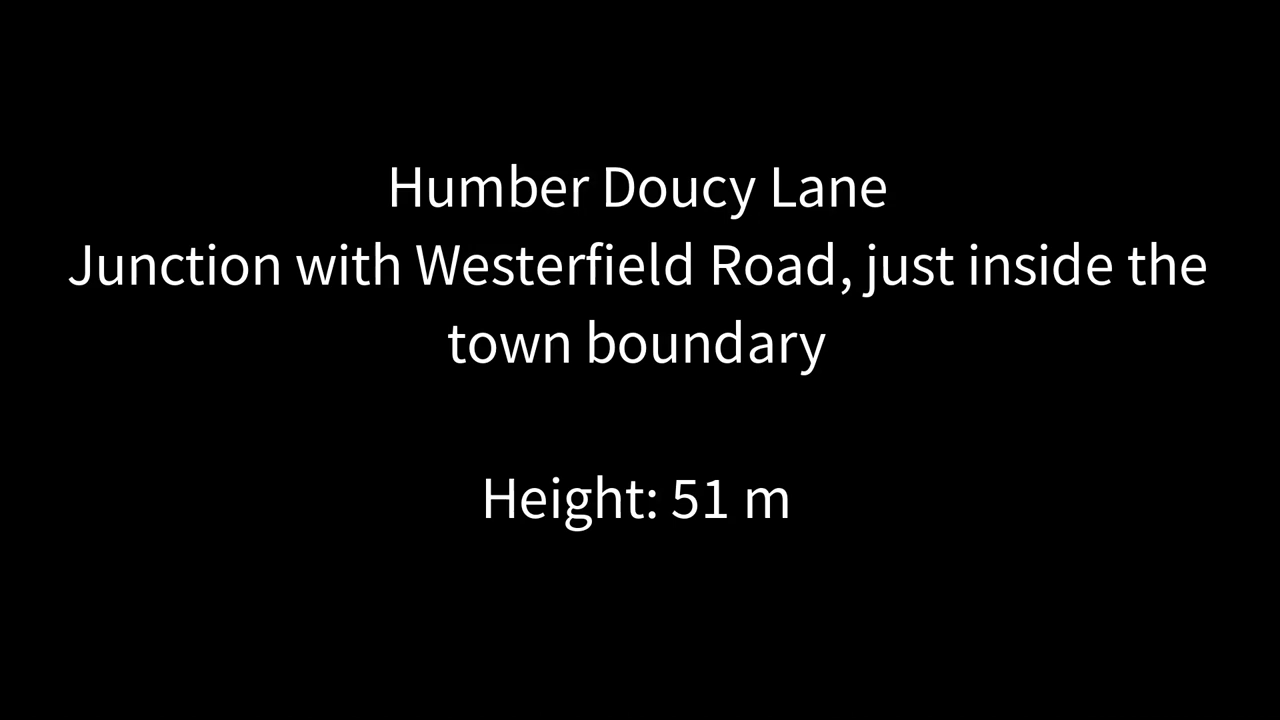 Humber Doucy Lane
Junction with Westerfield Road, just inside the
town boundary
Height: 51 m